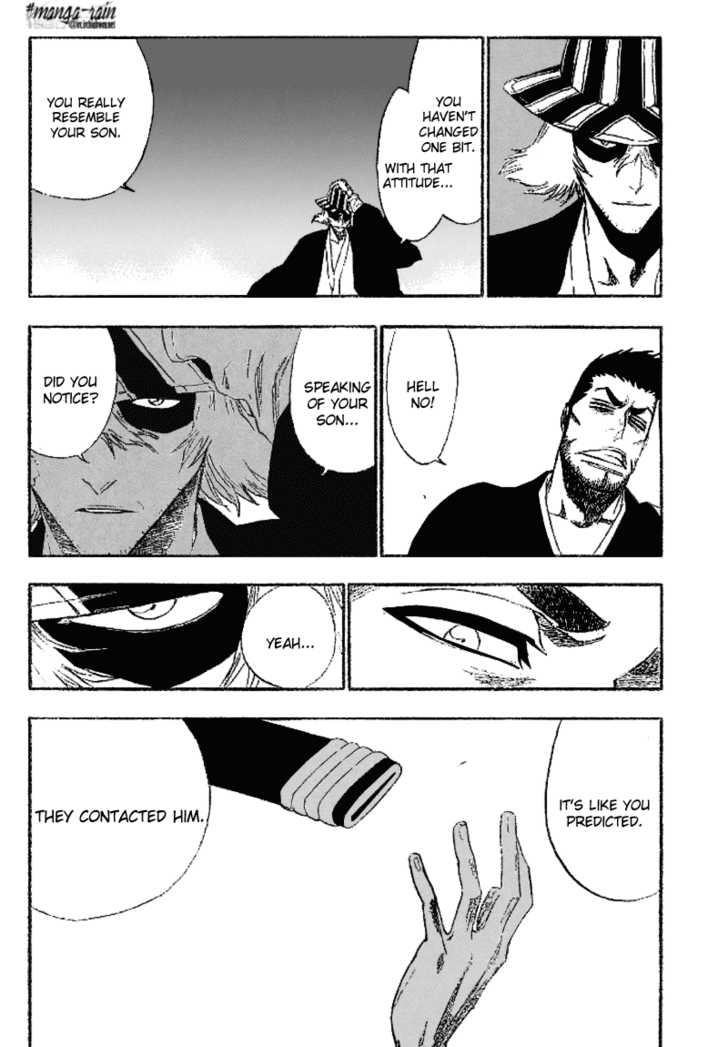 #manga-rain
YOU
HAVEN'T
CHANGED
ONE BIT.
WITH THAT
ATTITUDE...
YOU REALLY
RESEMBLE
YOUR SON.
HELL
NO!
SPEAKING
OF YOUR
SON...
DID YOU
NOTICE?
YEAH...
IT'S LIKE YOU
PREDICTED.
THEY CONTACTED HIM.